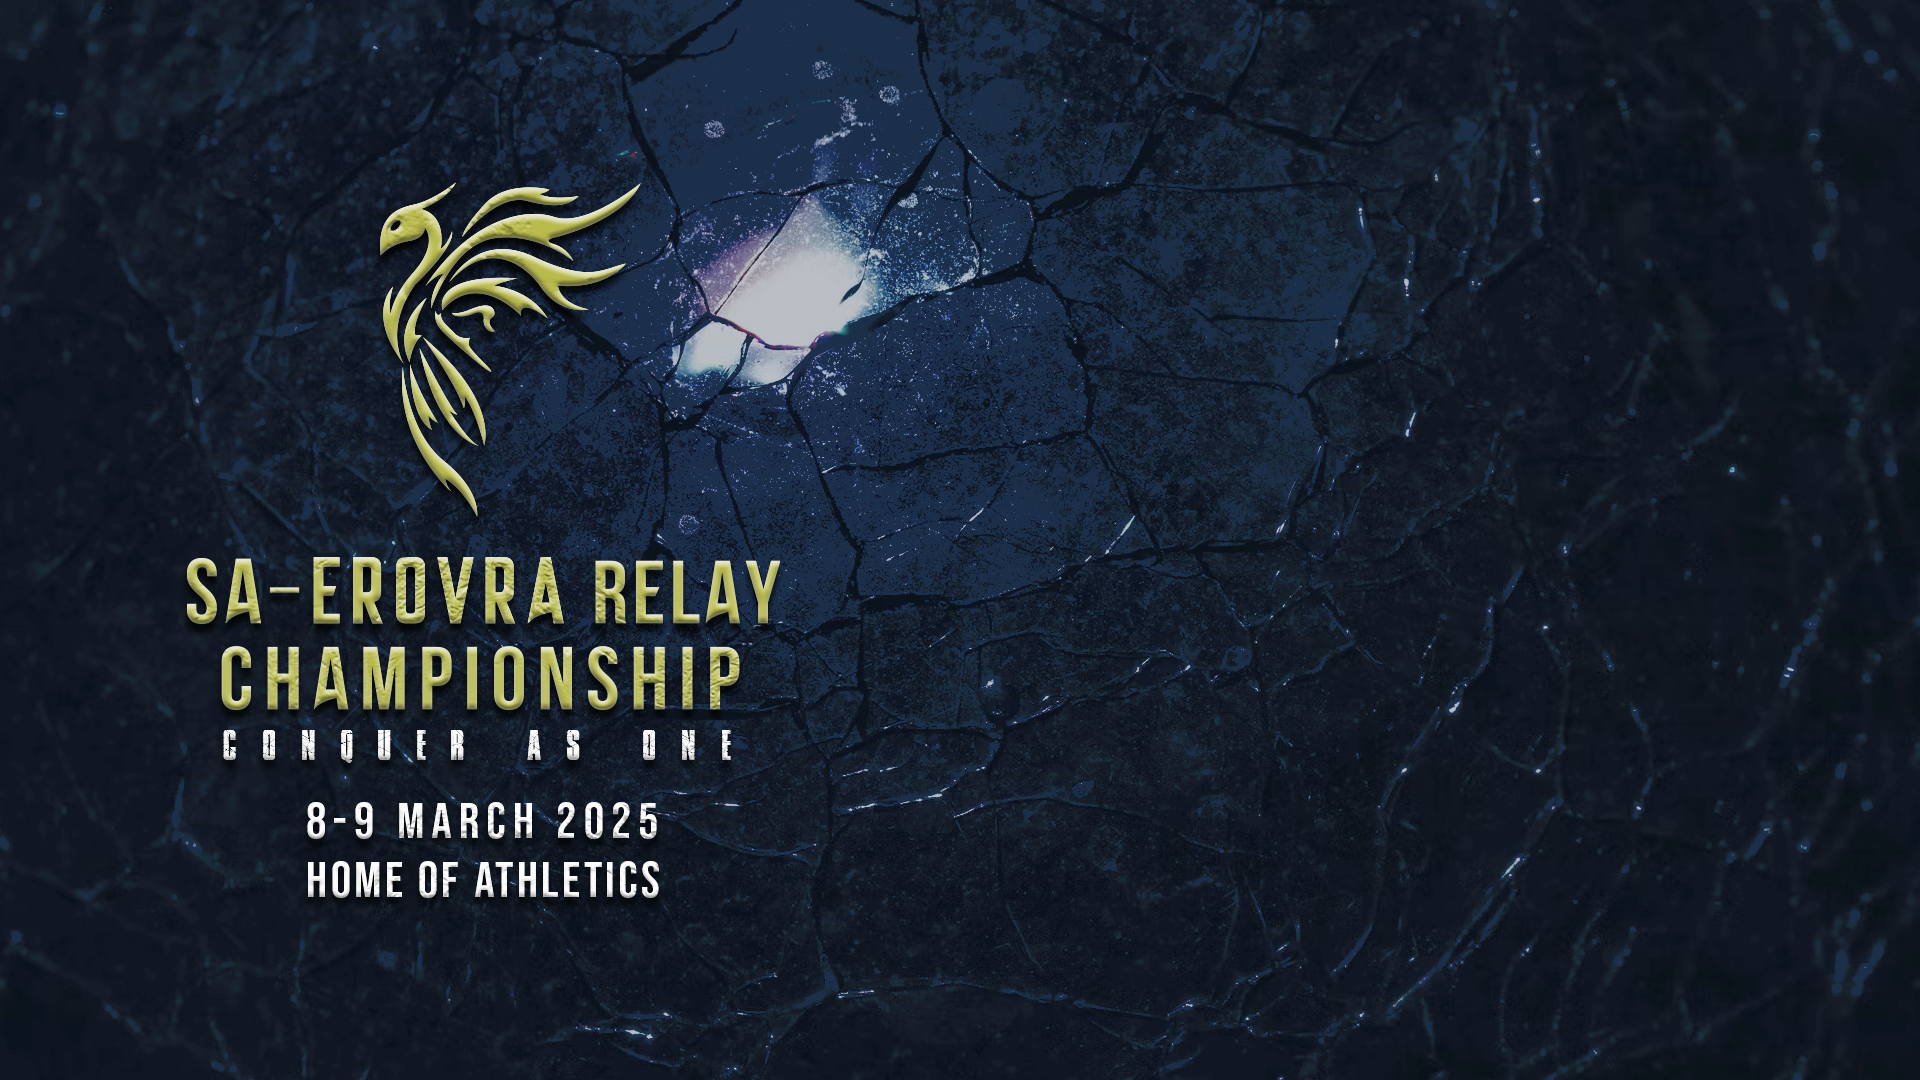 SA-EROVRA RELAY
CHAMPIONSHIP
CONQUER AS ONE
8-9 MARCH 2025
HOME OF ATHLETICS